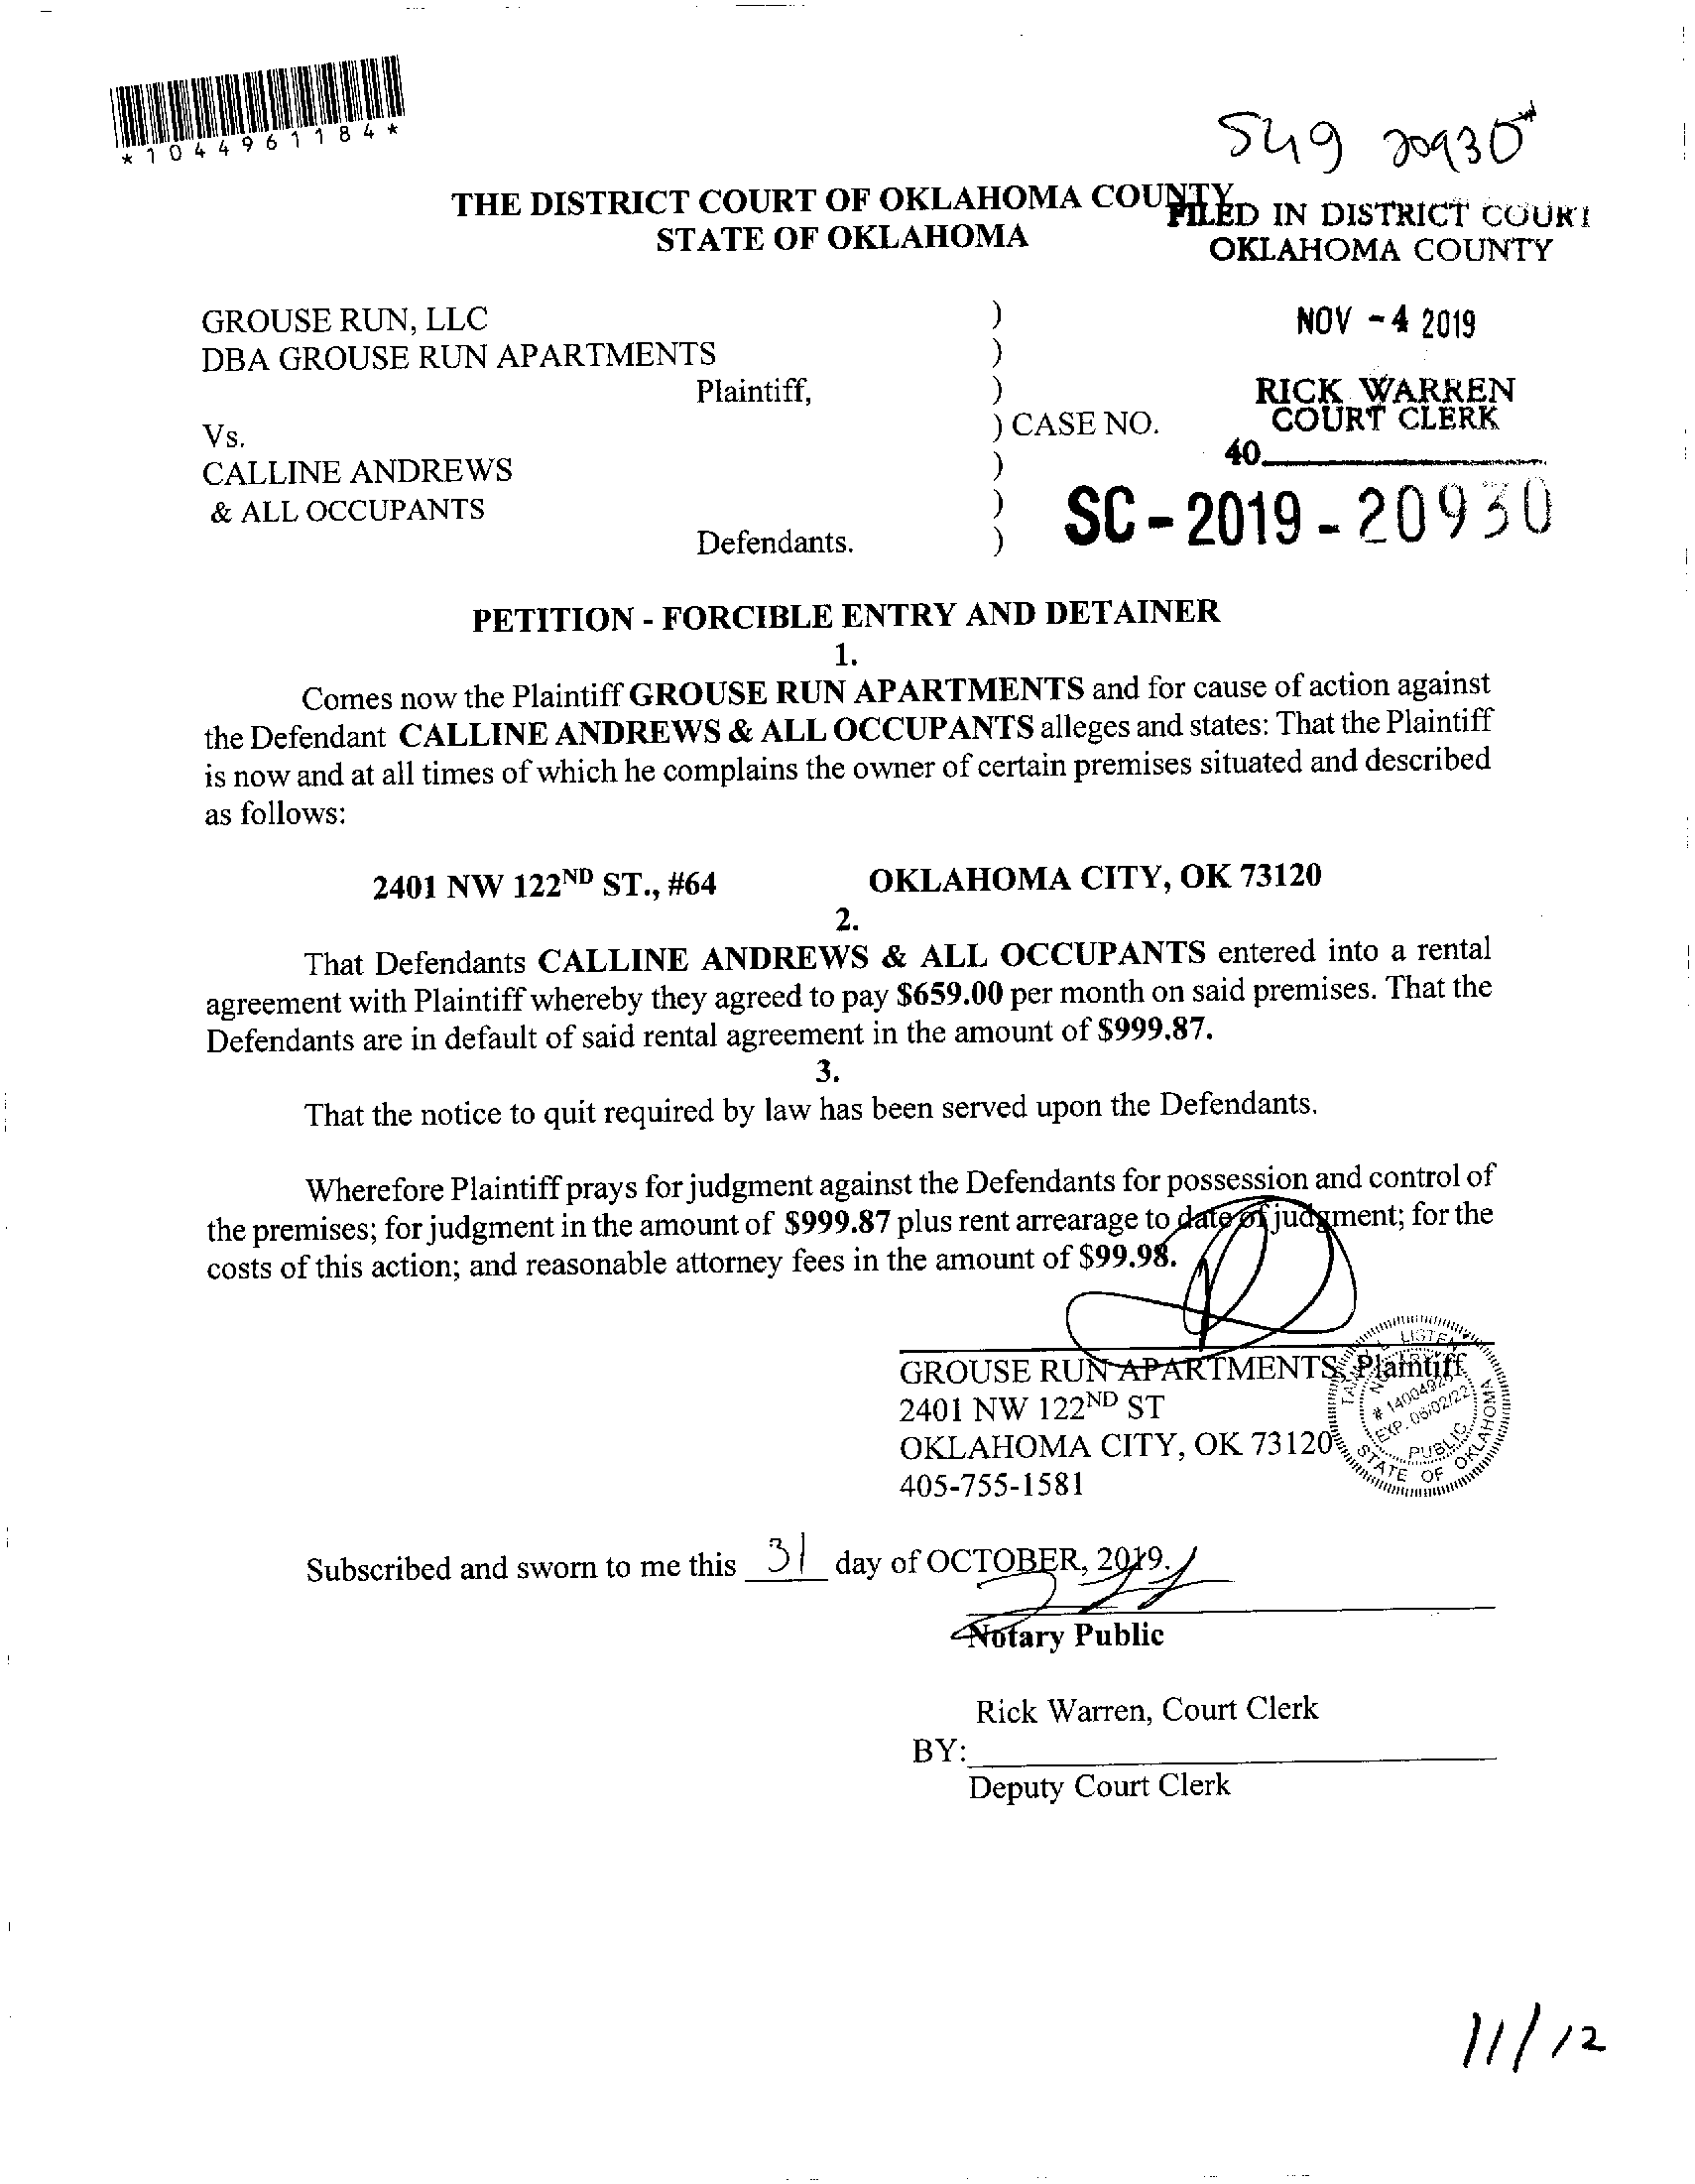 *1044961184*
20930
THE DISTRICT COURT OF OKLAHOMA COUNTY
STATE OF OKLAHOMA
FILED IN DISTRICT COURT
OKLAHOMA COUNTY
NOV -4 2019
RICK WARREN
COURT CLERK
40
SC-2019-20930
GROUSE RUN, LLC )
DBA GROUSE RUN APARTMENTS )
Plaintiff, )
Vs. ) CASE NO.
CALLINE ANDREWS )
& ALL OCCUPANTS )
Defendants. )
PETITION - FORCIBLE ENTRY AND DETAINER
1.
Comes now the Plaintiff GROUSE RUN APARTMENTS and for cause of action against
the Defendant CALLINE ANDREWS & ALL OCCUPANTS alleges and states: That the Plaintiff
is now and at all times of which he complains the owner of certain premises situated and described
as follows:
2401 NW 122ND ST., #64 OKLAHOMA CITY, OK 73120
2.
That Defendants CALLINE ANDREWS & ALL OCCUPANTS entered into a rental
agreement with Plaintiff whereby they agreed to pay $659.00 per month on said premises. That the
Defendants are in default of said rental agreement in the amount of $999.87.
3.
That the notice to quit required by law has been served upon the Defendants.
Wherefore Plaintiff prays for judgment against the Defendants for possession and control of
the premises; for judgment in the amount of $999.87 plus rent arrearage to date of judgment; for the
costs of this action; and reasonable attorney fees in the amount of $99.98.
GROUSE RUN APARTMENTS, Plaintiff
2401 NW 122ND ST
OKLAHOMA CITY, OK 73120
405-755-1581
NOTARY
EXP. 06/02/22
PUBLIC
STATE OF OKLAHOMA
Subscribed and sworn to me this 31 day of OCTOBER, 2019.
Notary Public
Rick Warren, Court Clerk
BY:
Deputy Court Clerk
11/12